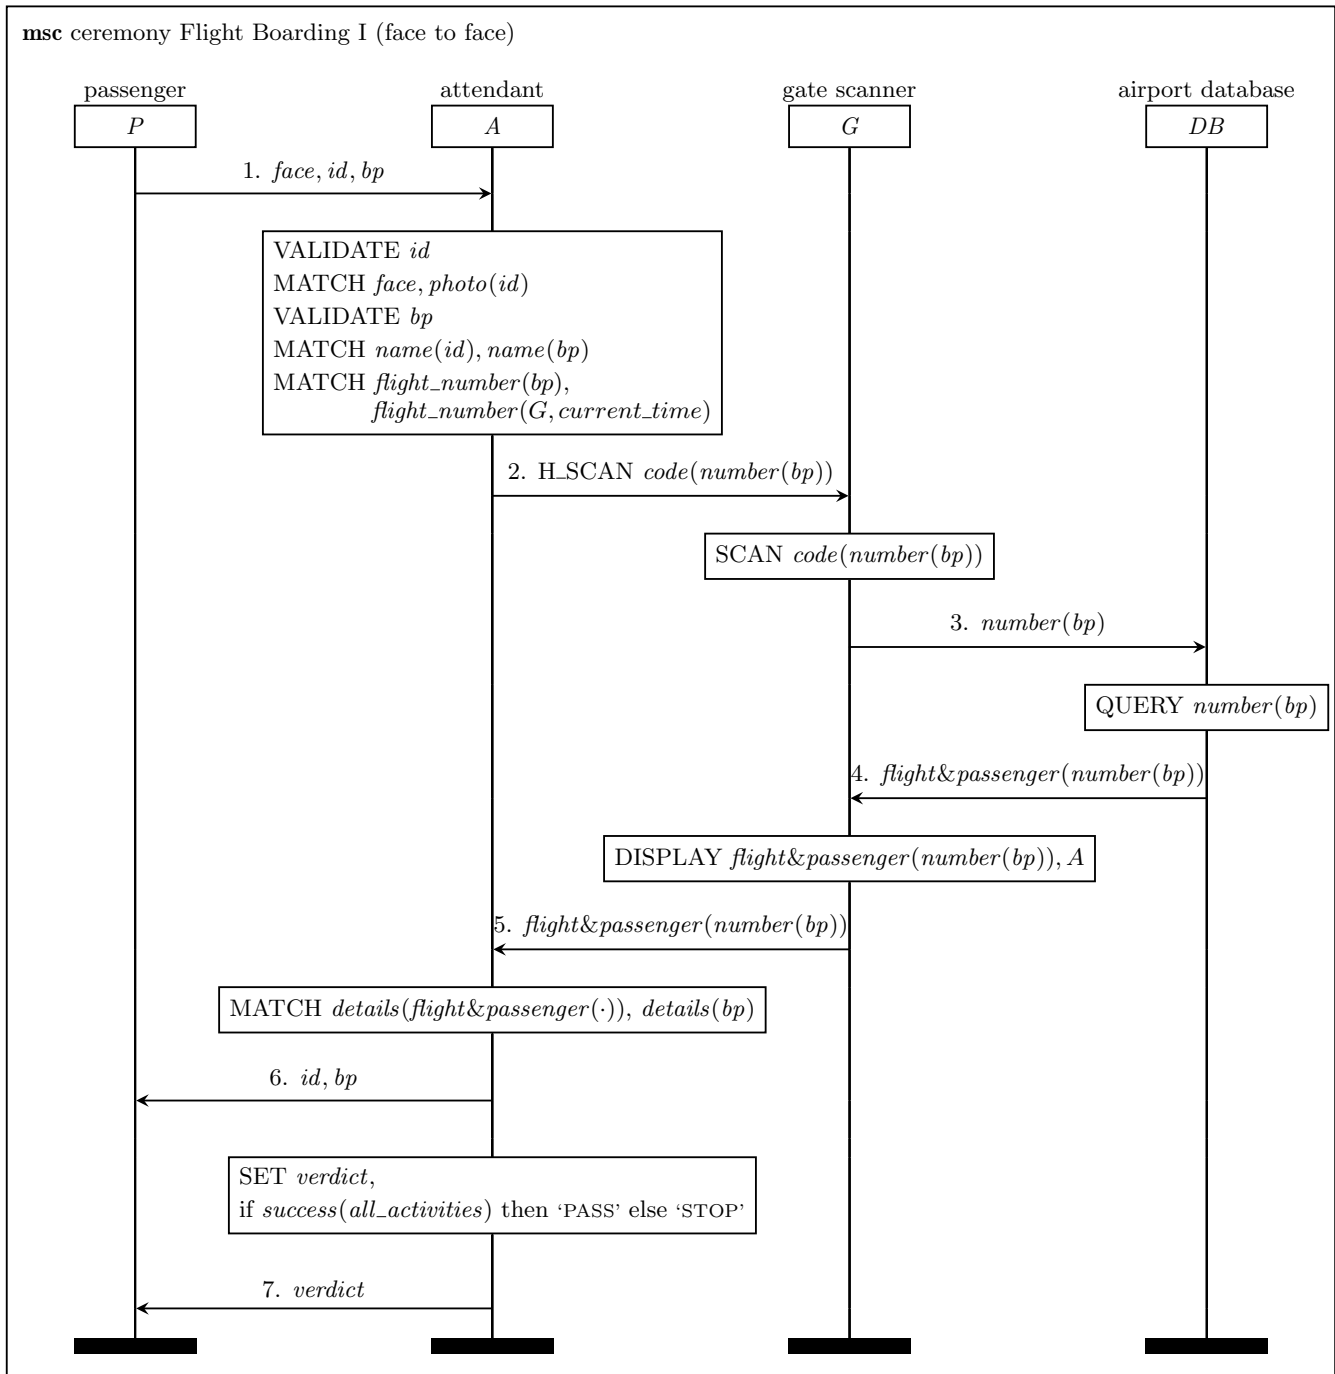 msc ceremony Flight Boarding I (face to face)
passenger
attendant
gate scanner
airport database
P
A
G
DB
1. face, id, bp
VALIDATE id
MATCH face, photo(id)
VALIDATE bp
MATCH name(id), name(bp)
MATCH flight_number(bp),
flight_number(G, current_time)
2. H_SCAN code(number(bp))
SCAN code(number(bp))
3. number(bp)
QUERY number(bp)
4. flight&passenger(number(bp))
DISPLAY flight&passenger(number(bp)), A
5. flight&passenger(number(bp))
MATCH details(flight&passenger(·)), details(bp)
6. id, bp
SET verdict,
if success(all_activities) then ‘PASS’ else ‘STOP’
7. verdict